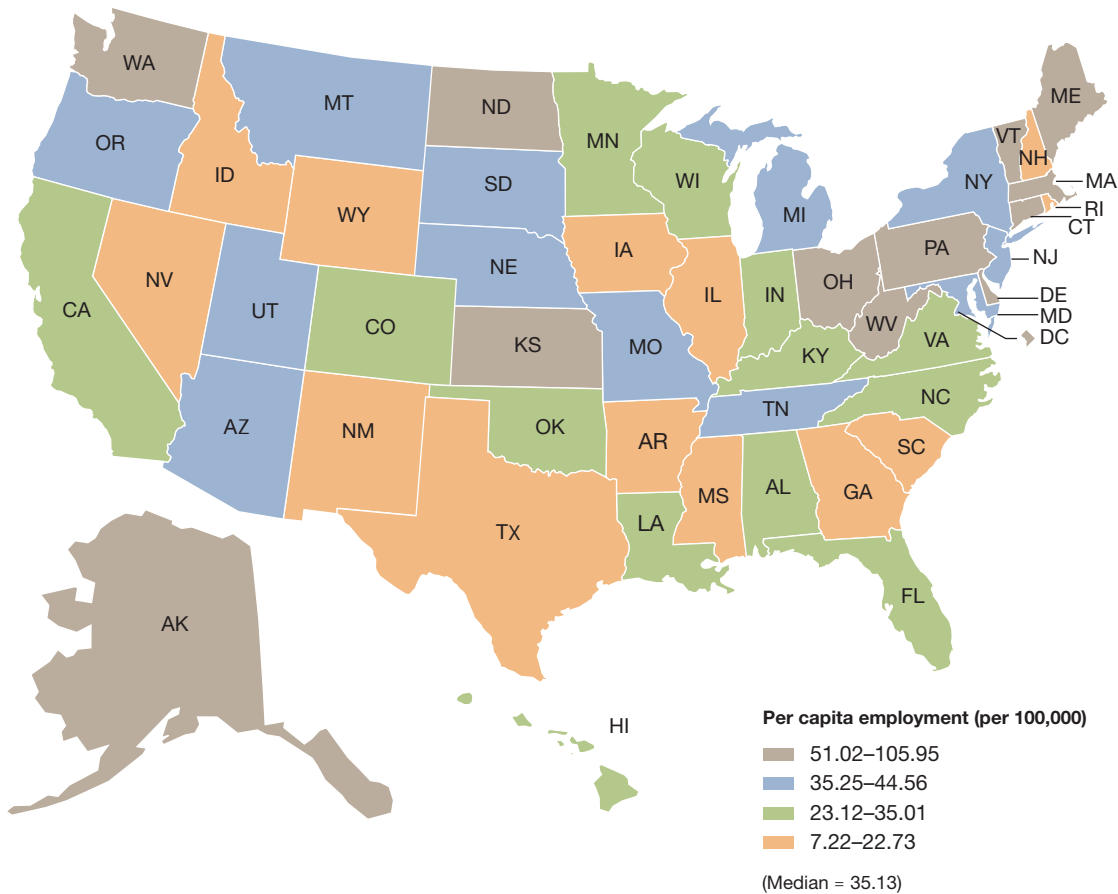 WA
MT
ND
ME
OR
MN
VT
ID
NH
SD
WI
NY
MA
WY
MI
RI
CT
IA
PA
NV
NE
NJ
IL
IN
OH
CA
UT
DE
CO
WV
MD
KS
MO
VA
DC
KY
NC
TN
AZ
NM
OK
AR
SC
MS
AL
GA
TX
LA
FL
AK
HI
Per capita employment (per 100,000)
51.02–105.95
35.25–44.56
23.12–35.01
7.22–22.73
(Median = 35.13)